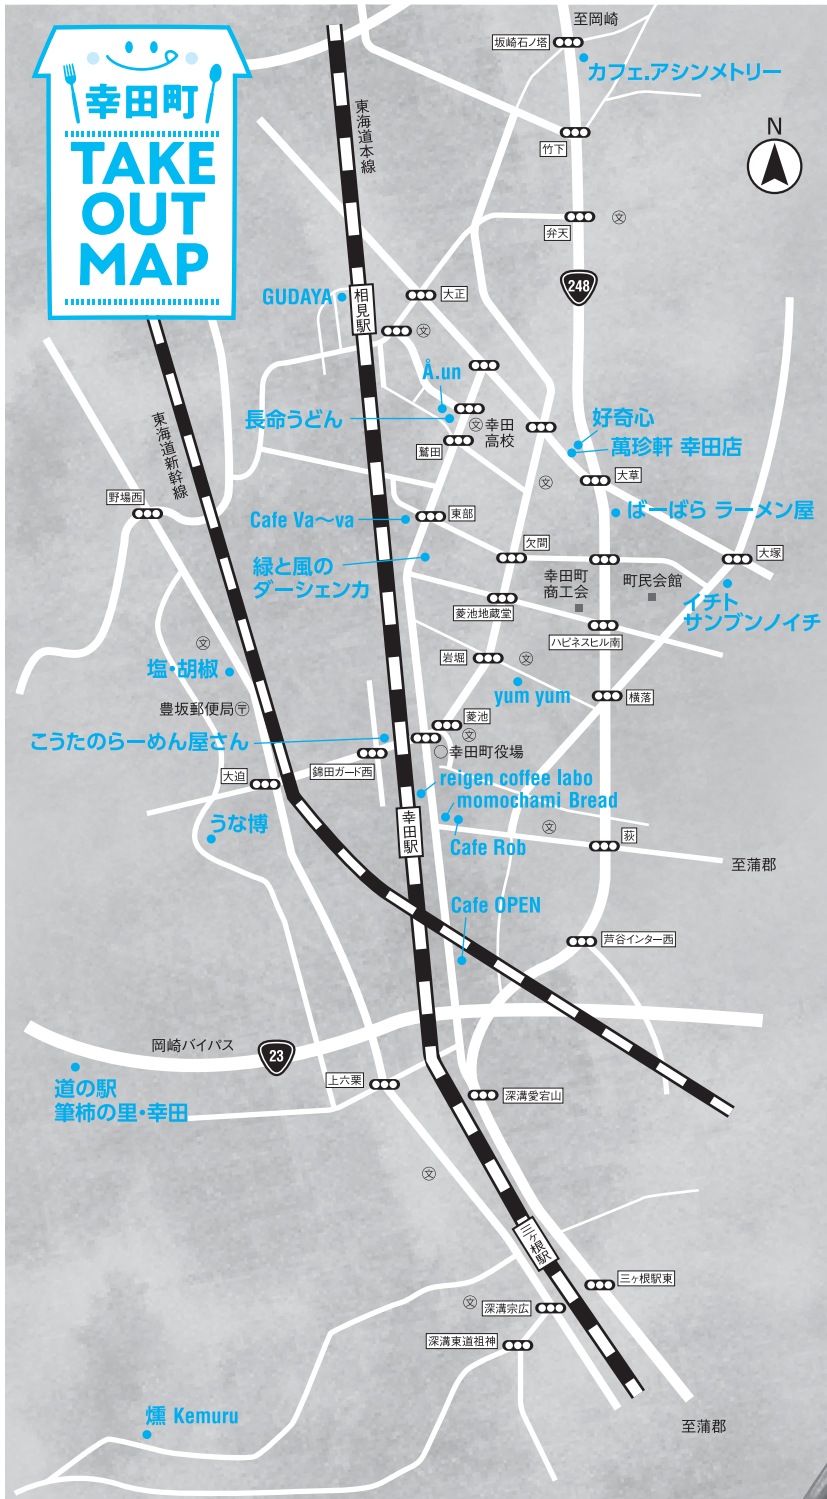 幸田町
TAKE
OUT
MAP
至岡崎
坂崎石ノ塔
カフェ.アシンメトリー
東海道本線
竹下
N
弁天
文
248
GUDAYA
相見駅
大正
文
Å.un
長命うどん
文
幸田
高校
鷲田
好奇心
萬珍軒 幸田店
大草
文
東海道新幹線
野場西
Cafe Va〜va
東部
ばーばら ラーメン屋
欠間
大塚
緑と風の
ダーシェンカ
幸田町
商工会
町民会館
イチト
サンブンノイチ
菱池地蔵堂
ハピネスヒル南
文
塩・胡椒
岩堀
文
yum yum
横落
豊坂郵便局〒
菱池
文
こうたのらーめん屋さん
幸田町役場
錦田ガード西
大迫
reigen coffee labo
momochami Bread
うな博
幸田駅
文
荻
Cafe Rob
至蒲郡
Cafe OPEN
芦谷インター西
岡崎バイパス
23
上六栗
道の駅
筆柿の里・幸田
深溝愛宕山
文
三ヶ根駅
三ヶ根駅東
文
深溝宗広
深溝東道祖神
燻 Kemuru
至蒲郡